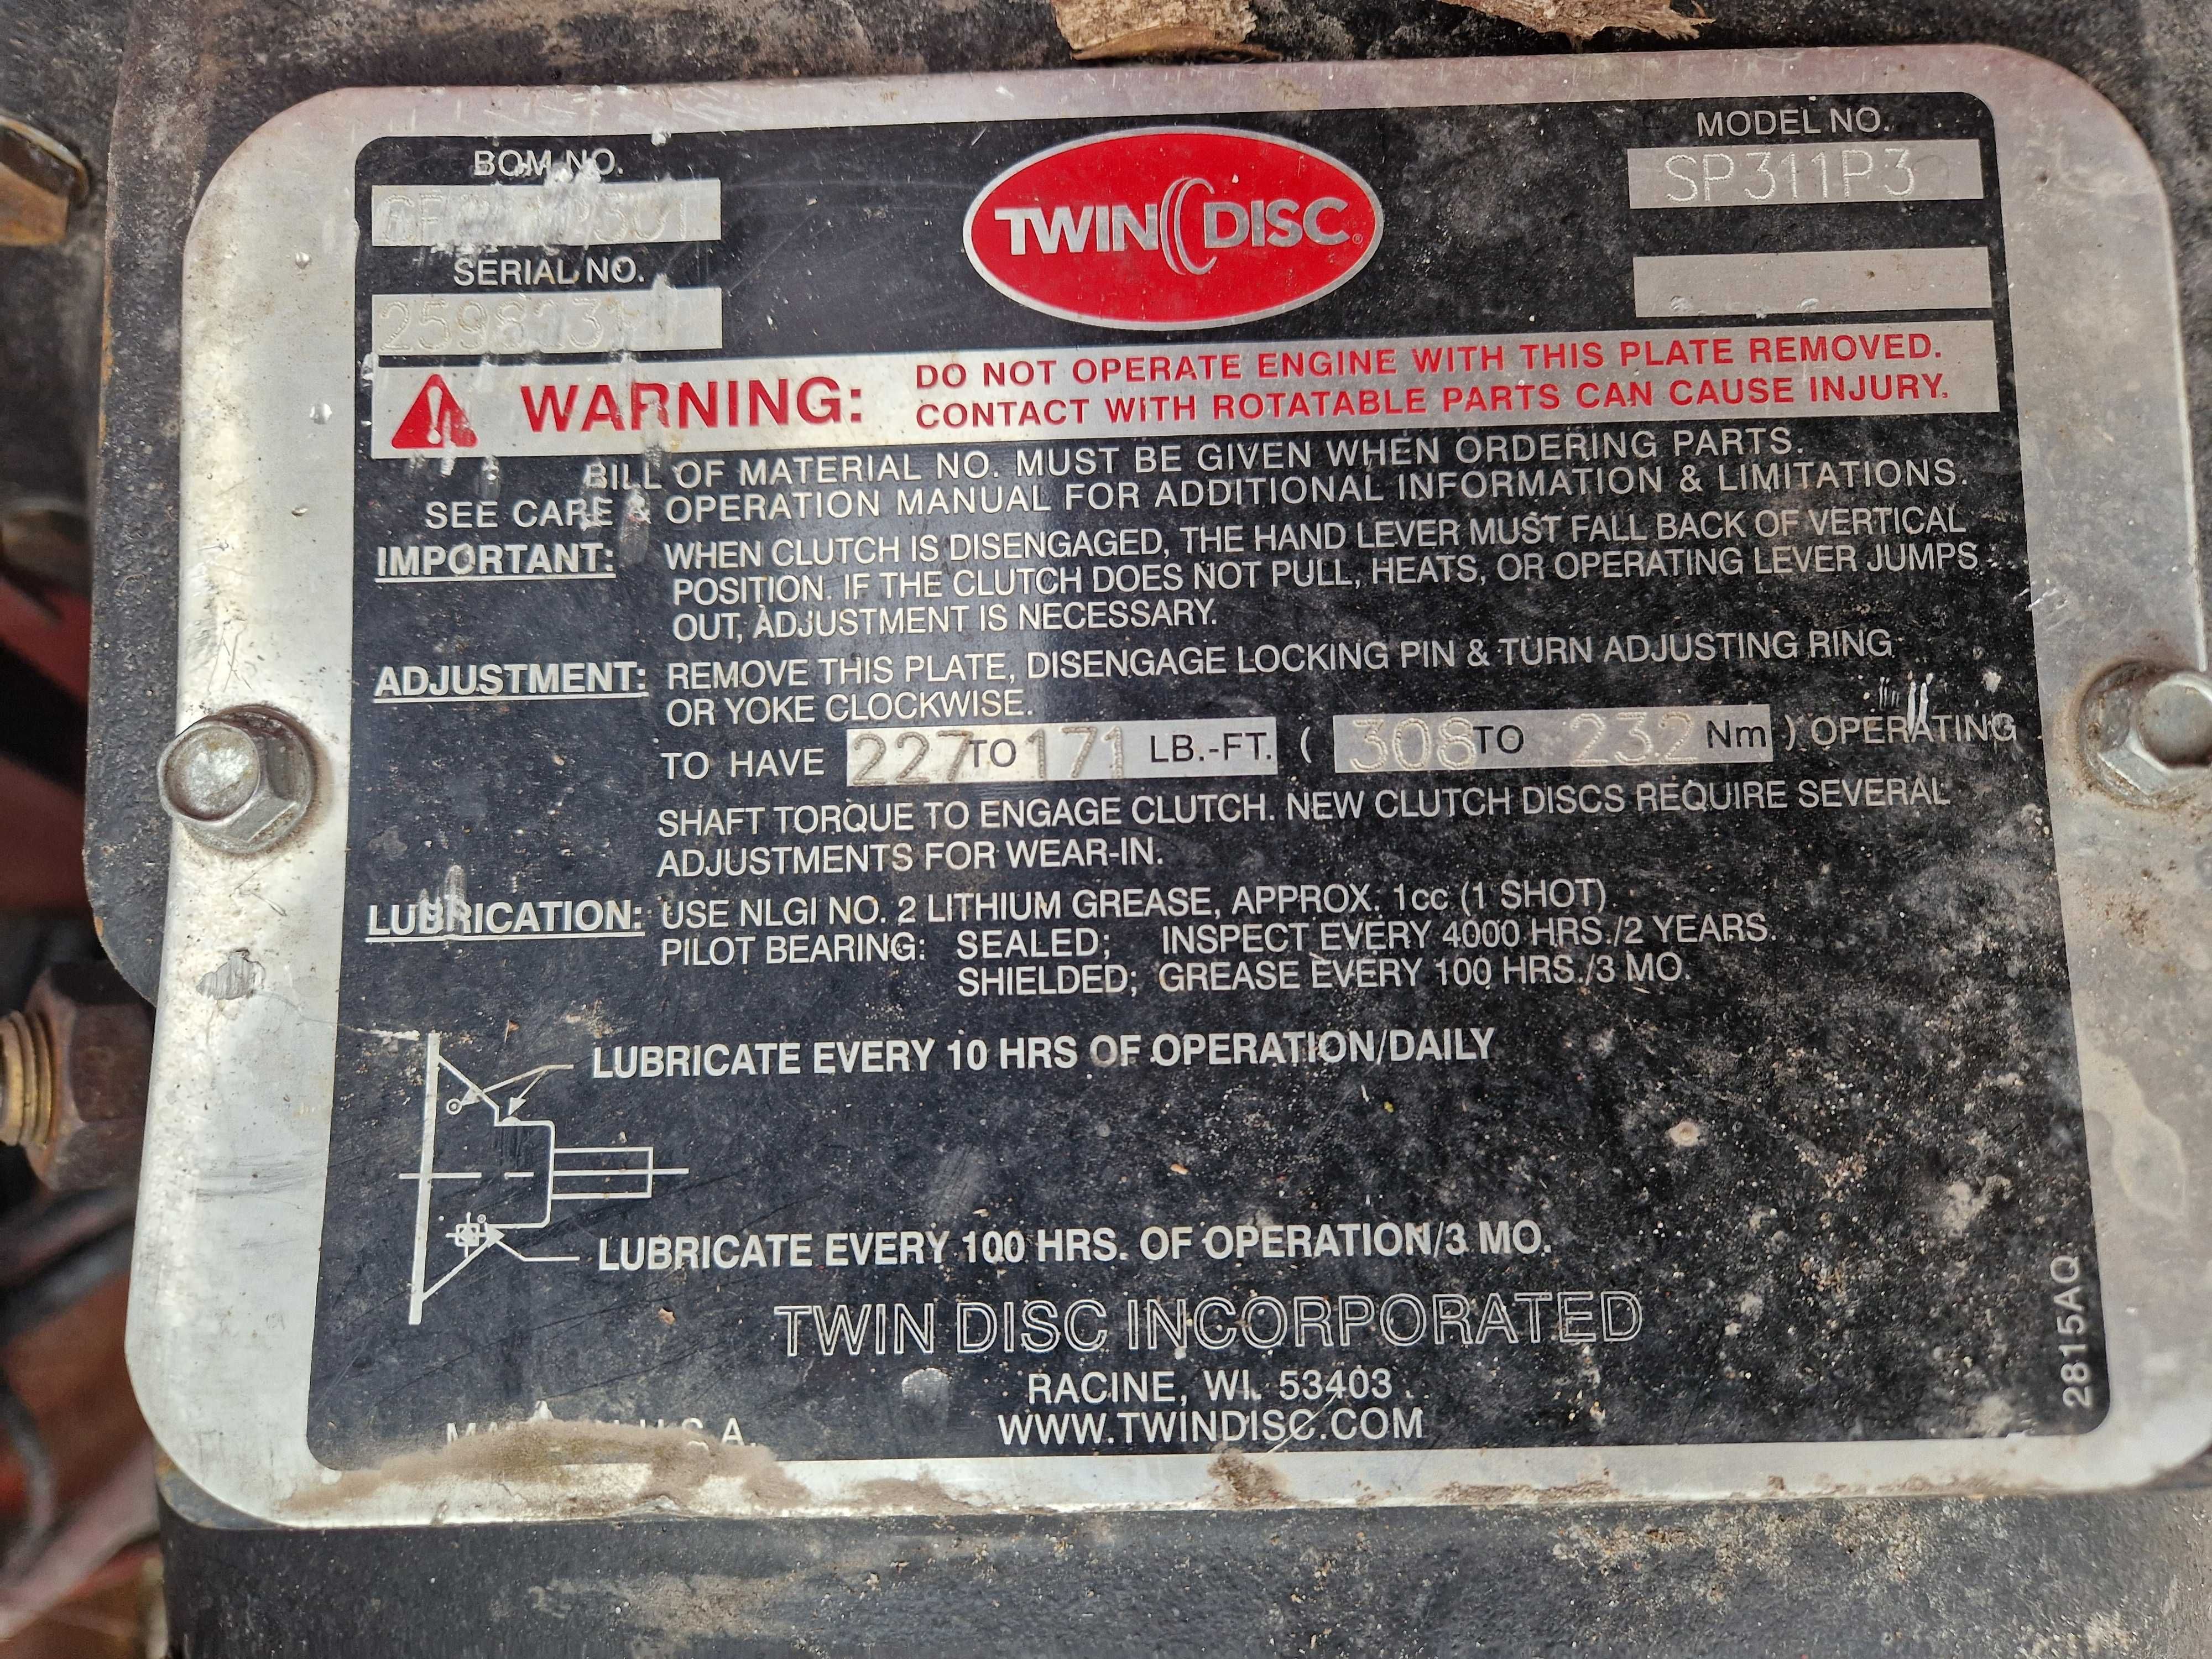 BOM NO.
SERIAL NO.
TWIN DISC
MODEL NO.
SP311P3
WARNING: DO NOT OPERATE ENGINE WITH THIS PLATE REMOVED.
CONTACT WITH ROTATABLE PARTS CAN CAUSE INJURY.
BILL OF MATERIAL NO. MUST BE GIVEN WHEN ORDERING PARTS.
SEE CARE & OPERATION MANUAL FOR ADDITIONAL INFORMATION & LIMITATIONS.
IMPORTANT: WHEN CLUTCH IS DISENGAGED, THE HAND LEVER MUST FALL BACK OF VERTICAL
POSITION. IF THE CLUTCH DOES NOT PULL, HEATS, OR OPERATING LEVER JUMPS
OUT, ADJUSTMENT IS NECESSARY.
ADJUSTMENT: REMOVE THIS PLATE, DISENGAGE LOCKING PIN & TURN ADJUSTING RING
OR YOKE CLOCKWISE.
TO HAVE 227 TO 171 LB.-FT. ( 308 TO 232 Nm ) OPERATING
SHAFT TORQUE TO ENGAGE CLUTCH. NEW CLUTCH DISCS REQUIRE SEVERAL
ADJUSTMENTS FOR WEAR-IN.
LUBRICATION: USE NLGI NO. 2 LITHIUM GREASE, APPROX. 1cc (1 SHOT)
PILOT BEARING: SEALED; INSPECT EVERY 4000 HRS./2 YEARS.
SHIELDED; GREASE EVERY 100 HRS./3 MO.
LUBRICATE EVERY 10 HRS OF OPERATION/DAILY
LUBRICATE EVERY 100 HRS. OF OPERATION/3 MO.
TWIN DISC INCORPORATED
RACINE, WI. 53403
WWW.TWINDISC.COM
U.S.A.
2815AQ